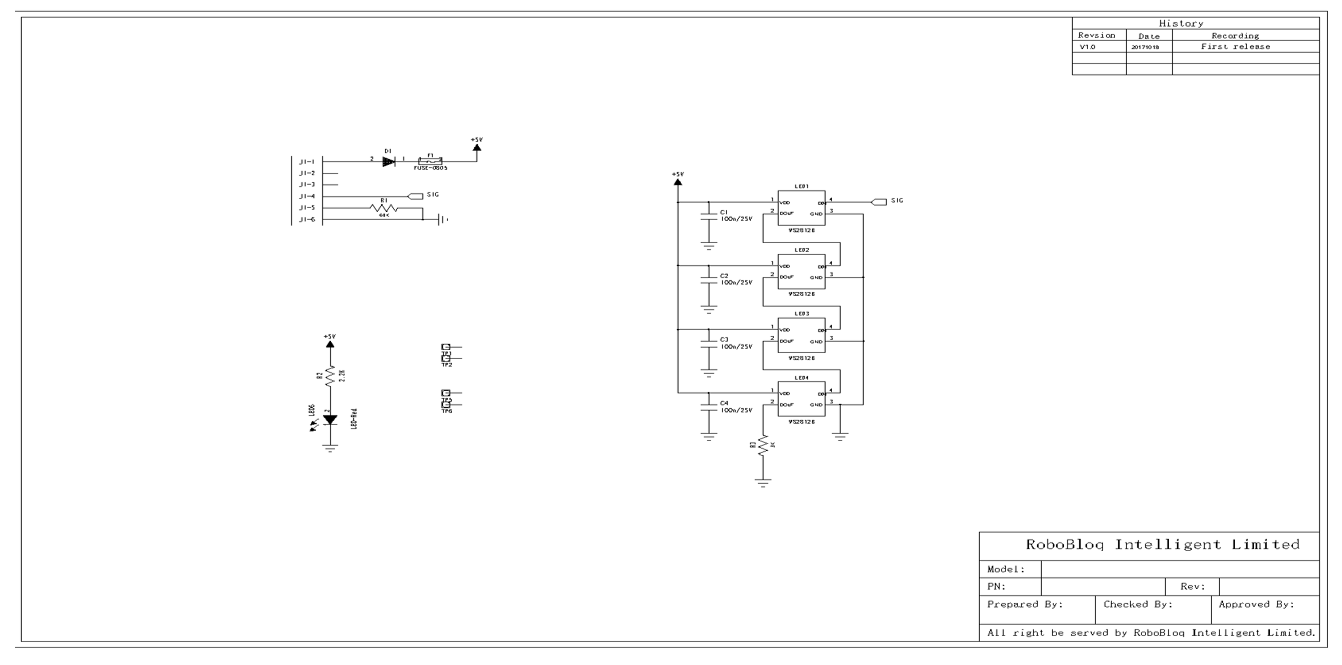 History
Revsion Date Recording
V1.0 20171018 First release
+5V
D1
F1
J1-1 2 1
FUSE-0805
J1-2
J1-3
J1-4 SIG
R1
J1-5
J1-6
+5V
LED1
1 VDD DIN 4 SIG
2 DOUT GND 3
C1
100n/25V
WS2812B
LED2
1 VDD DIN 4
2 DOUT GND 3
C2
100n/25V
WS2812B
LED3
1 VDD DIN 4
2 DOUT GND 3
C3
100n/25V
WS2812B
LED4
1 VDD DIN 4
2 DOUT GND 3
C4
100n/25V
WS2812B
R3
+5V
R2
2.2K
LED5
2
LED-Red
TP1
TP2
TP6
RoboBloq Intelligent Limited
Model:
PN: Rev:
Prepared By: Checked By: Approved By:
All right be served by RoboBloq Intelligent Limited.